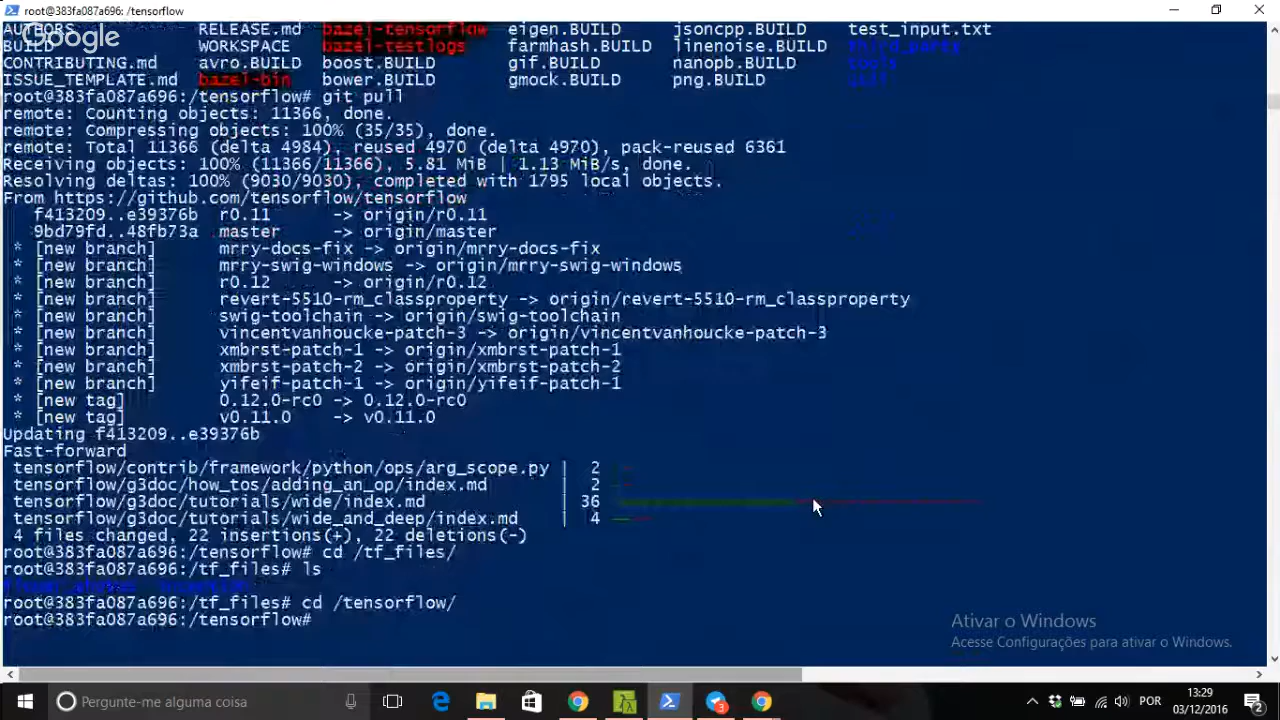 root@383fa087a696: /tensorflow
AUTHORS RELEASE.md bazel-tensorflow eigen.BUILD jsoncpp.BUILD test_input.txt
Google
BUILD WORKSPACE bazel-testlogs farmhash.BUILD linenoise.BUILD third_party
CONTRIBUTING.md avro.BUILD boost.BUILD gif.BUILD nanopb.BUILD tools
ISSUE_TEMPLATE.md bazel-bin bower.BUILD gmock.BUILD png.BUILD util
root@383fa087a696:/tensorflow# git pull
remote: Counting objects: 11366, done.
remote: Compressing objects: 100% (35/35), done.
remote: Total 11366 (delta 4984), reused 4970 (delta 4970), pack-reused 6361
Receiving objects: 100% (11366/11366), 5.81 MiB | 1.13 MiB/s, done.
Resolving deltas: 100% (9030/9030), completed with 1795 local objects.
From https://github.com/tensorflow/tensorflow
f413209..e39376b r0.11 -> origin/r0.11
9bd79fd..48fb73a master -> origin/master
* [new branch] mrry-docs-fix -> origin/mrry-docs-fix
* [new branch] mrry-swig-windows -> origin/mrry-swig-windows
* [new branch] r0.12 -> origin/r0.12
* [new branch] revert-5510-rm_classproperty -> origin/revert-5510-rm_classproperty
* [new branch] swig-toolchain -> origin/swig-toolchain
* [new branch] vincentvanhoucke-patch-3 -> origin/vincentvanhoucke-patch-3
* [new branch] xmbrst-patch-1 -> origin/xmbrst-patch-1
* [new branch] xmbrst-patch-2 -> origin/xmbrst-patch-2
* [new branch] yifeif-patch-1 -> origin/yifeif-patch-1
* [new tag] 0.12.0-rc0 -> 0.12.0-rc0
* [new tag] v0.11.0 -> v0.11.0
Updating f413209..e39376b
Fast-forward
tensorflow/contrib/framework/python/ops/arg_scope.py | 2
tensorflow/g3doc/how_tos/adding_an_op/index.md | 2
tensorflow/g3doc/tutorials/wide/index.md | 36
tensorflow/g3doc/tutorials/wide_and_deep/index.md | 4
4 files changed, 22 insertions(+), 22 deletions(-)
root@383fa087a696:/tensorflow# cd /tf_files/
root@383fa087a696:/tf_files# ls
root@383fa087a696:/tf_files# cd /tensorflow/
root@383fa087a696:/tensorflow#
Ativar o Windows
Acesse Configurações para ativar o Windows.
Pergunte-me alguma coisa
3
POR
13:29
03/12/2016
2